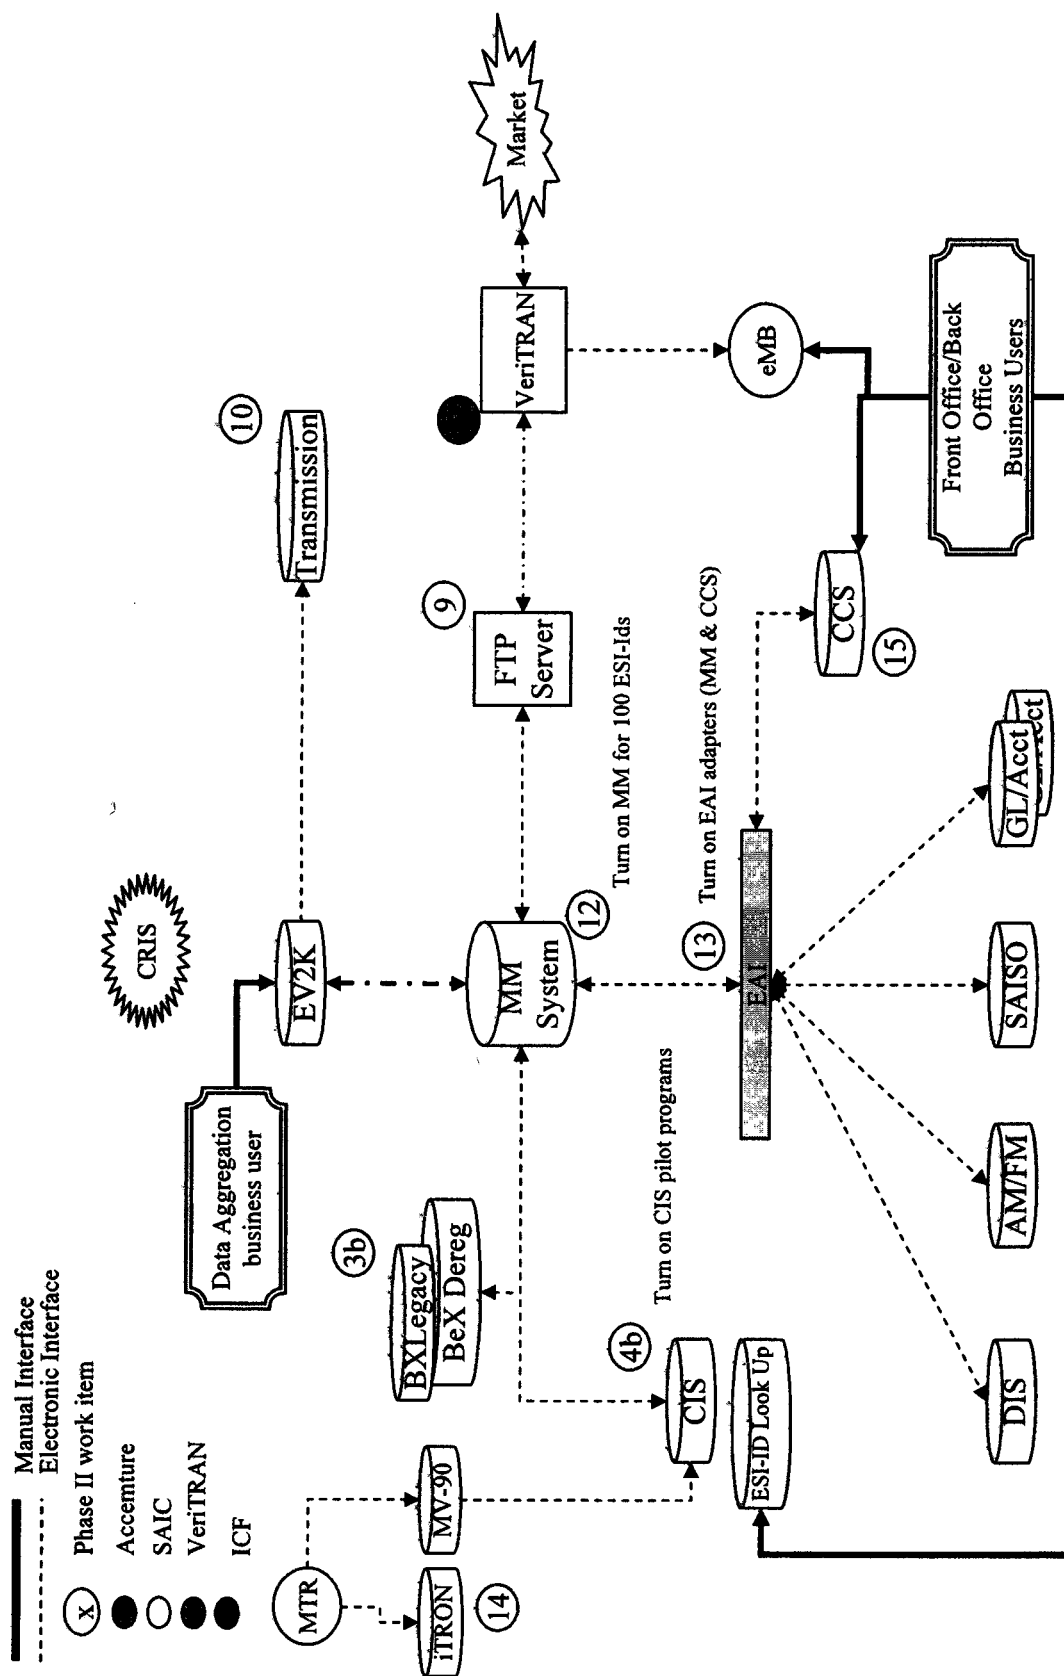 Manual Interface
Electronic Interface
x Phase II work item
Accemture
SAIC
VeriTRAN
ICF
CRIS
Data Aggregation
business user
EV2K
Transmission
10
MTR
iTRON
14
MV-90
3b
BXLegacy
BeX Dereg
MM
System
12
FTP
Server
9
VeriTRAN
Market
Turn on MM for 100 ESI-Ids
4b
Turn on CIS pilot programs
CIS
ESI-ID Look Up
13
Turn on EAI adapters (MM & CCS)
EAI
CCS
15
eMB
Front Office/Back
Office
Business Users
DIS
AM/FM
SAISO
GL/Acct